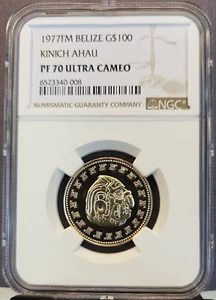 1977FM BELIZE G$100
KINICH AHAU
PF 70 ULTRA CAMEO
6523340-008
NUMISMATIC GUARANTY COMPANY
NGC